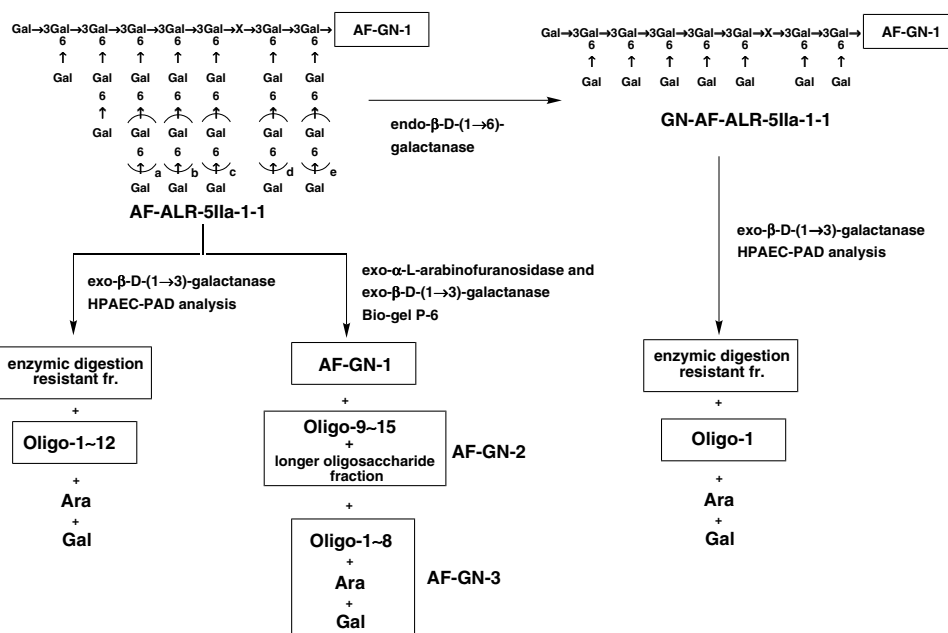 Gal→3Gal→3Gal→3Gal→3Gal→3Gal→X→3Gal→3Gal→ AF-GN-1
6 6 6 6 6 6 6
↑ ↑ ↑ ↑ ↑ ↑ ↑
Gal Gal Gal Gal Gal Gal Gal
6 6 6 6 6 6
↑ ↑ ↑ ↑ ↑ ↑
Gal Gal Gal Gal Gal Gal
6 6 6 6 6
↑ a ↑ b ↑ c ↑ d ↑ e
Gal Gal Gal Gal Gal
AF-ALR-5IIa-1-1
endo-β-D-(1→6)-
galactanase
Gal→3Gal→3Gal→3Gal→3Gal→3Gal→X→3Gal→3Gal→ AF-GN-1
6 6 6 6 6 6 6
↑ ↑ ↑ ↑ ↑ ↑ ↑
Gal Gal Gal Gal Gal Gal Gal
GN-AF-ALR-5IIa-1-1
exo-β-D-(1→3)-galactanase
HPAEC-PAD analysis
enzymic digestion
resistant fr.
+
Oligo-1~12
+
Ara
+
Gal
exo-α-L-arabinofuranosidase and
exo-β-D-(1→3)-galactanase
Bio-gel P-6
AF-GN-1
+
Oligo-9~15
+
longer oligosaccharide
fraction
AF-GN-2
+
Oligo-1~8
+
Ara
+
Gal
AF-GN-3
exo-β-D-(1→3)-galactanase
HPAEC-PAD analysis
enzymic digestion
resistant fr.
+
Oligo-1
+
Ara
+
Gal